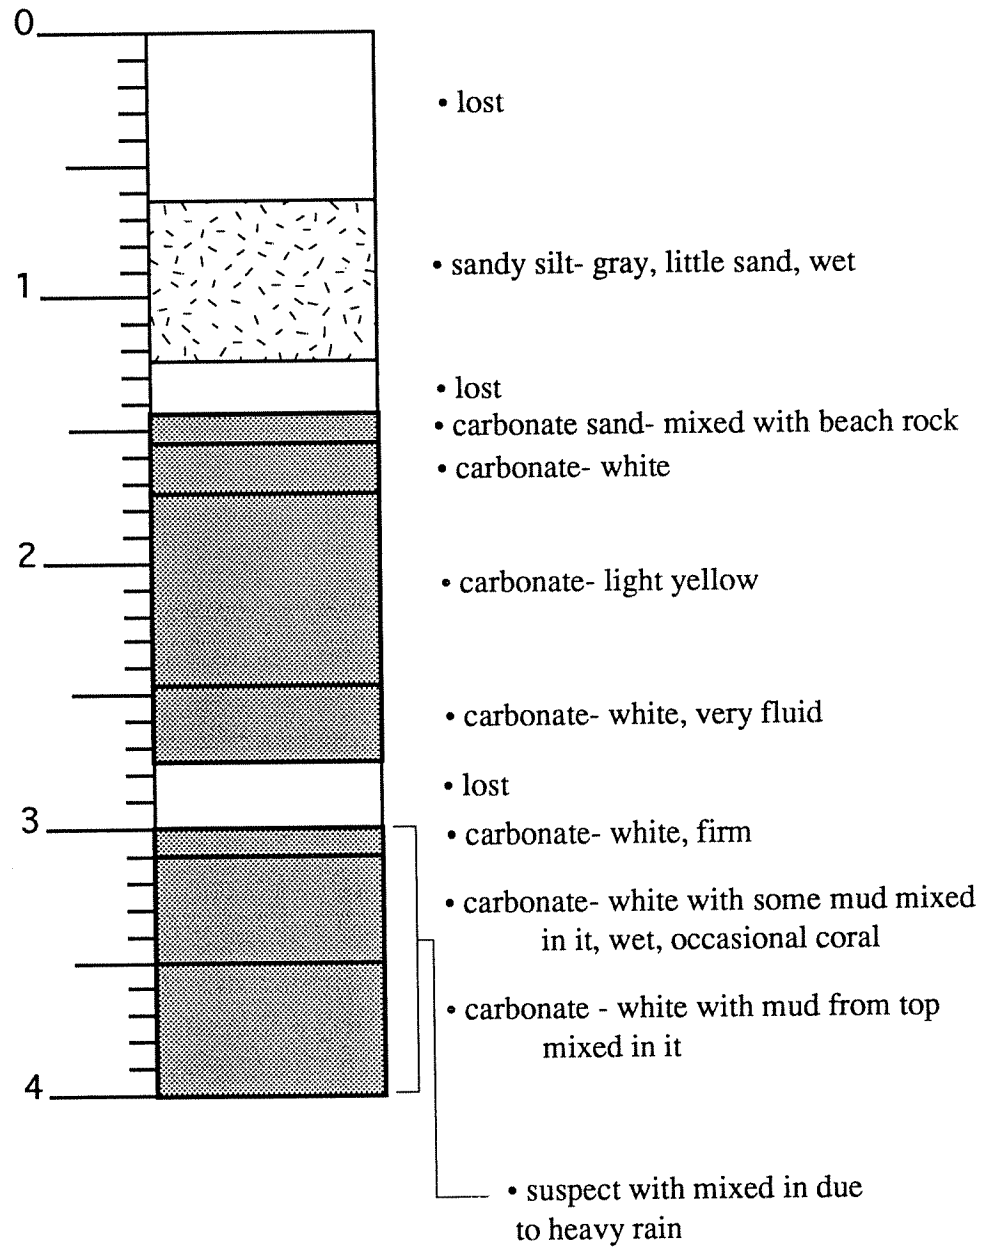 0
• lost
• sandy silt- gray, little sand, wet
1
• lost
• carbonate sand- mixed with beach rock
• carbonate- white
2
• carbonate- light yellow
• carbonate- white, very fluid
• lost
3
• carbonate- white, firm
• carbonate- white with some mud mixed
in it, wet, occasional coral
• carbonate - white with mud from top
mixed in it
4
• suspect with mixed in due
to heavy rain